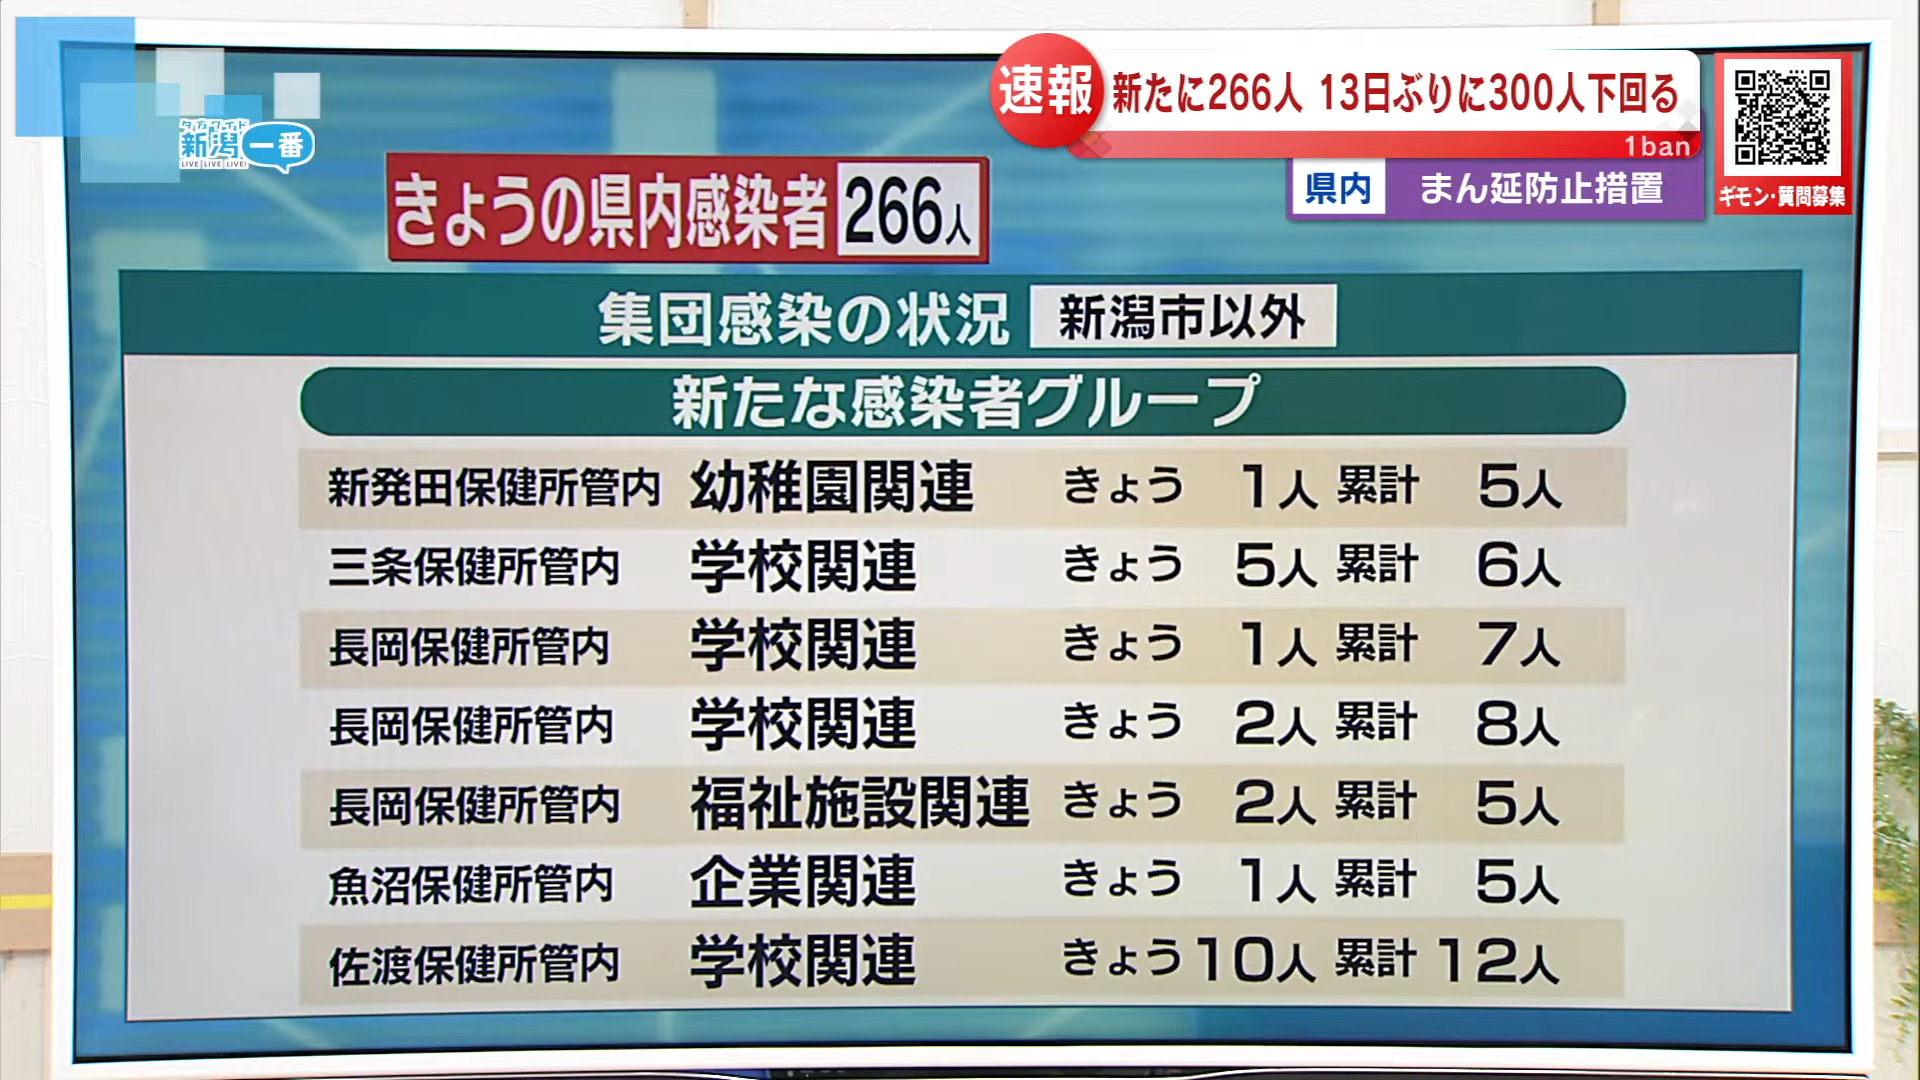 夕方ワイド
新潟一番
LIVE LIVE LIVE!
速報 新たに266人 13日ぶりに300人下回る
1ban
県内 まん延防止措置
ギモン・質問募集
きょうの県内感染者 266人
集団感染の状況 新潟市以外
新たな感染者グループ
新発田保健所管内 幼稚園関連 きょう 1人 累計 5人
三条保健所管内 学校関連 きょう 5人 累計 6人
長岡保健所管内 学校関連 きょう 1人 累計 7人
長岡保健所管内 学校関連 きょう 2人 累計 8人
長岡保健所管内 福祉施設関連 きょう 2人 累計 5人
魚沼保健所管内 企業関連 きょう 1人 累計 5人
佐渡保健所管内 学校関連 きょう 10人 累計 12人